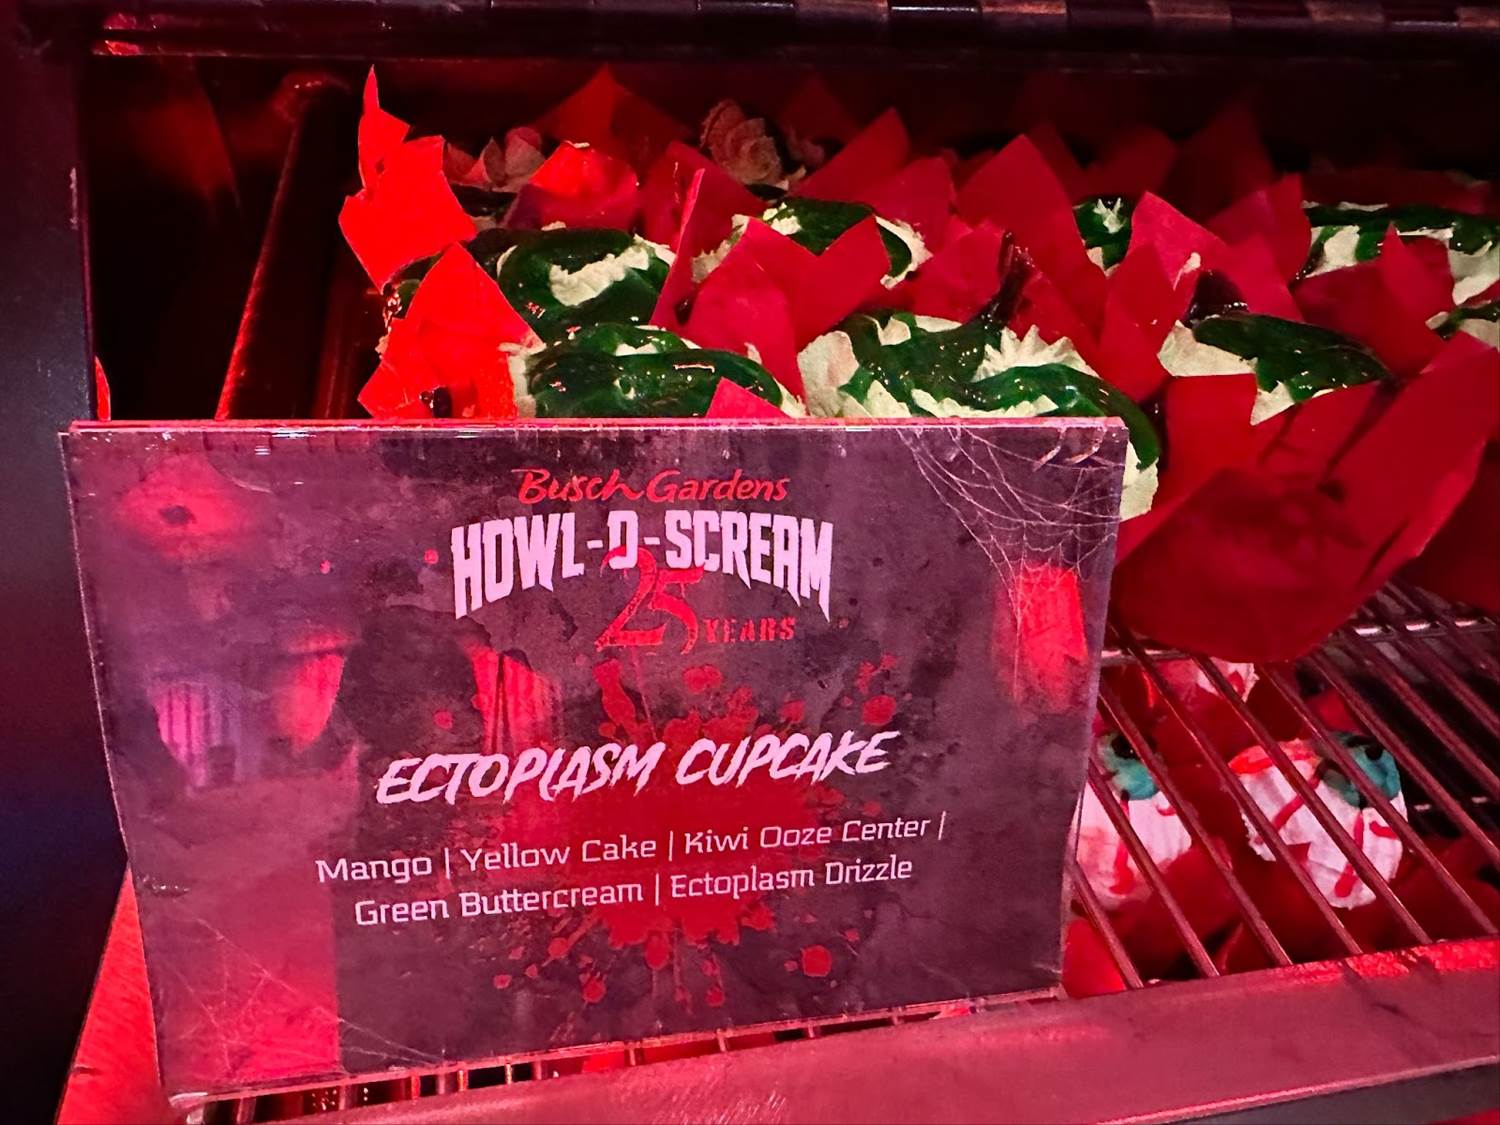 Busch Gardens
HOWL-O-SCREAM
25 YEARS
ECTOPLASM CUPCAKE
Mango | Yellow Cake | Kiwi Ooze Center |
Green Buttercream | Ectoplasm Drizzle